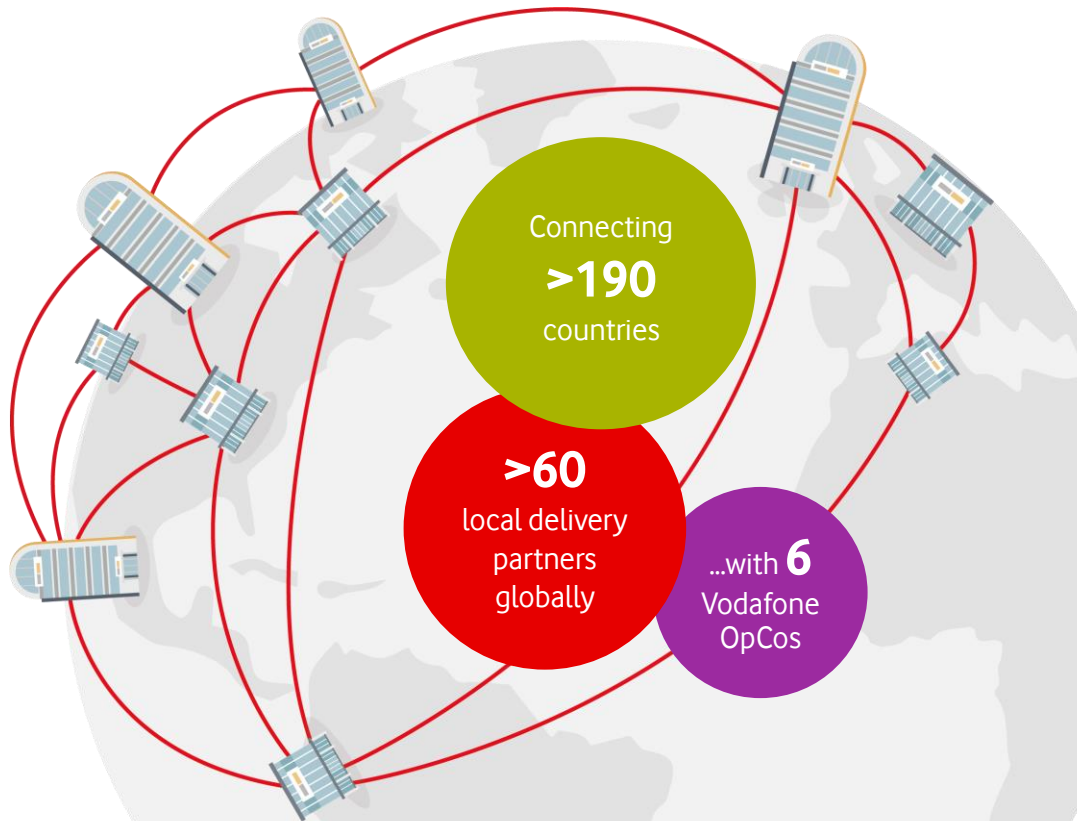 Connecting
>190
countries
>60
local delivery
partners
globally
...with 6
Vodafone
OpCos